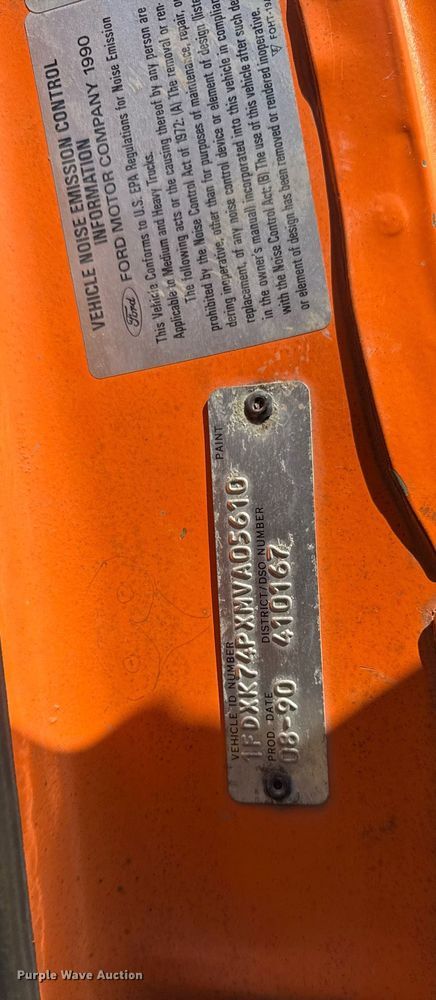 VEHICLE NOISE EMISSION CONTROL
INFORMATION
Ford FORD MOTOR COMPANY 1990
This Vehicle Conforms to U.S. EPA Regulations for Noise Emission
Applicable to Medium and Heavy Trucks.
The following acts or the causing thereof by any person are
prohibited by the Noise Control Act of 1972: (A) The removal or ren-
dering inoperative, other than for purposes of maintenance, repair, o
replacement, of any noise control device or element of design (liste
in the owner's manual) incorporated into this vehicle in complianc
with the Noise Control Act: (B) The use of this vehicle after such de
or element of design has been removed or rendered inoperative.
FOHT-19
VEHICLE ID NUMBER PAINT
1FDXK74PXMVA05610
PROD DATE DISTRICT/DSO NUMBER
08-90 410167
Purple Wave Auction